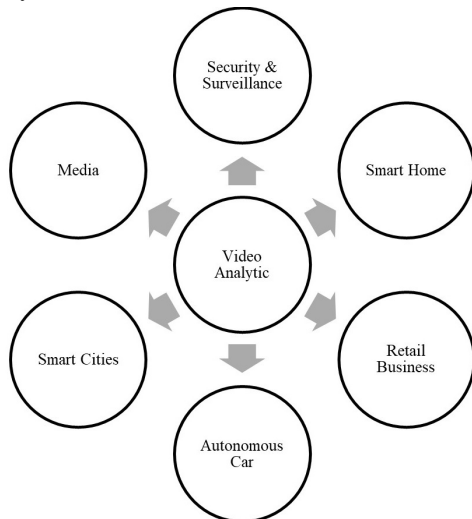 Security &
Surveillance
Media
Smart Home
Video
Analytic
Smart Cities
Retail
Business
Autonomous
Car